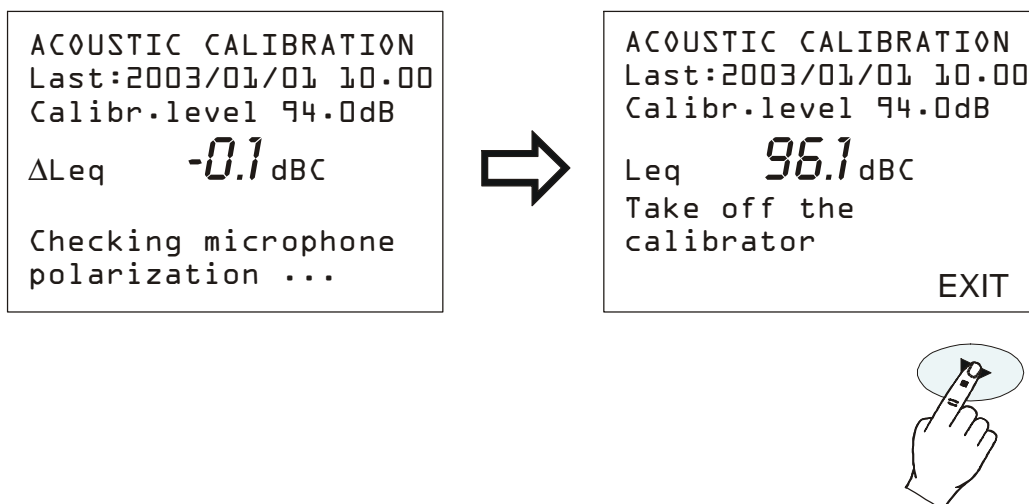 ACOUSTIC CALIBRATION
Last:2003/01/01 10.00
Calibr.level 94.0dB
ΔLeq -0.1 dBC
Checking microphone
polarization ...
ACOUSTIC CALIBRATION
Last:2003/01/01 10.00
Calibr.level 94.0dB
Leq 96.1 dBC
Take off the
calibrator
EXIT